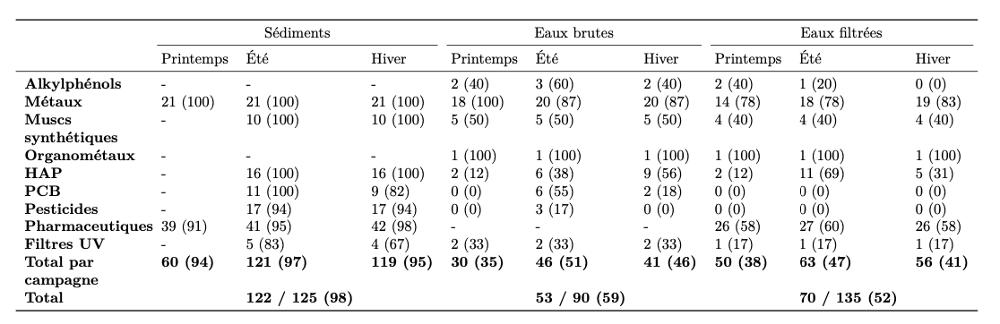 Sédiments Eaux brutes Eaux filtrées
Printemps Été Hiver Printemps Été Hiver Printemps Été Hiver
Alkylphénols - - - 2 (40) 3 (60) 2 (40) 2 (40) 1 (20) 0 (0)
Métaux 21 (100) 21 (100) 21 (100) 18 (100) 20 (87) 20 (87) 14 (78) 18 (78) 19 (83)
Muscs - 10 (100) 10 (100) 5 (50) 5 (50) 5 (50) 4 (40) 4 (40) 4 (40)
synthétiques
Organométaux - - - 1 (100) 1 (100) 1 (100) 1 (100) 1 (100) 1 (100)
HAP - 16 (100) 16 (100) 2 (12) 6 (38) 9 (56) 2 (12) 11 (69) 5 (31)
PCB - 11 (100) 9 (82) 0 (0) 6 (55) 2 (18) 0 (0) 0 (0) 0 (0)
Pesticides - 17 (94) 17 (94) 0 (0) 3 (17) 0 (0) 0 (0) 0 (0) 0 (0)
Pharmaceutiques 39 (91) 41 (95) 42 (98) - - - 26 (58) 27 (60) 26 (58)
Filtres UV - 5 (83) 4 (67) 2 (33) 2 (33) 2 (33) 1 (17) 1 (17) 1 (17)
Total par 60 (94) 121 (97) 119 (95) 30 (35) 46 (51) 41 (46) 50 (38) 63 (47) 56 (41)
campagne
Total 122 / 125 (98) 53 / 90 (59) 70 / 135 (52)